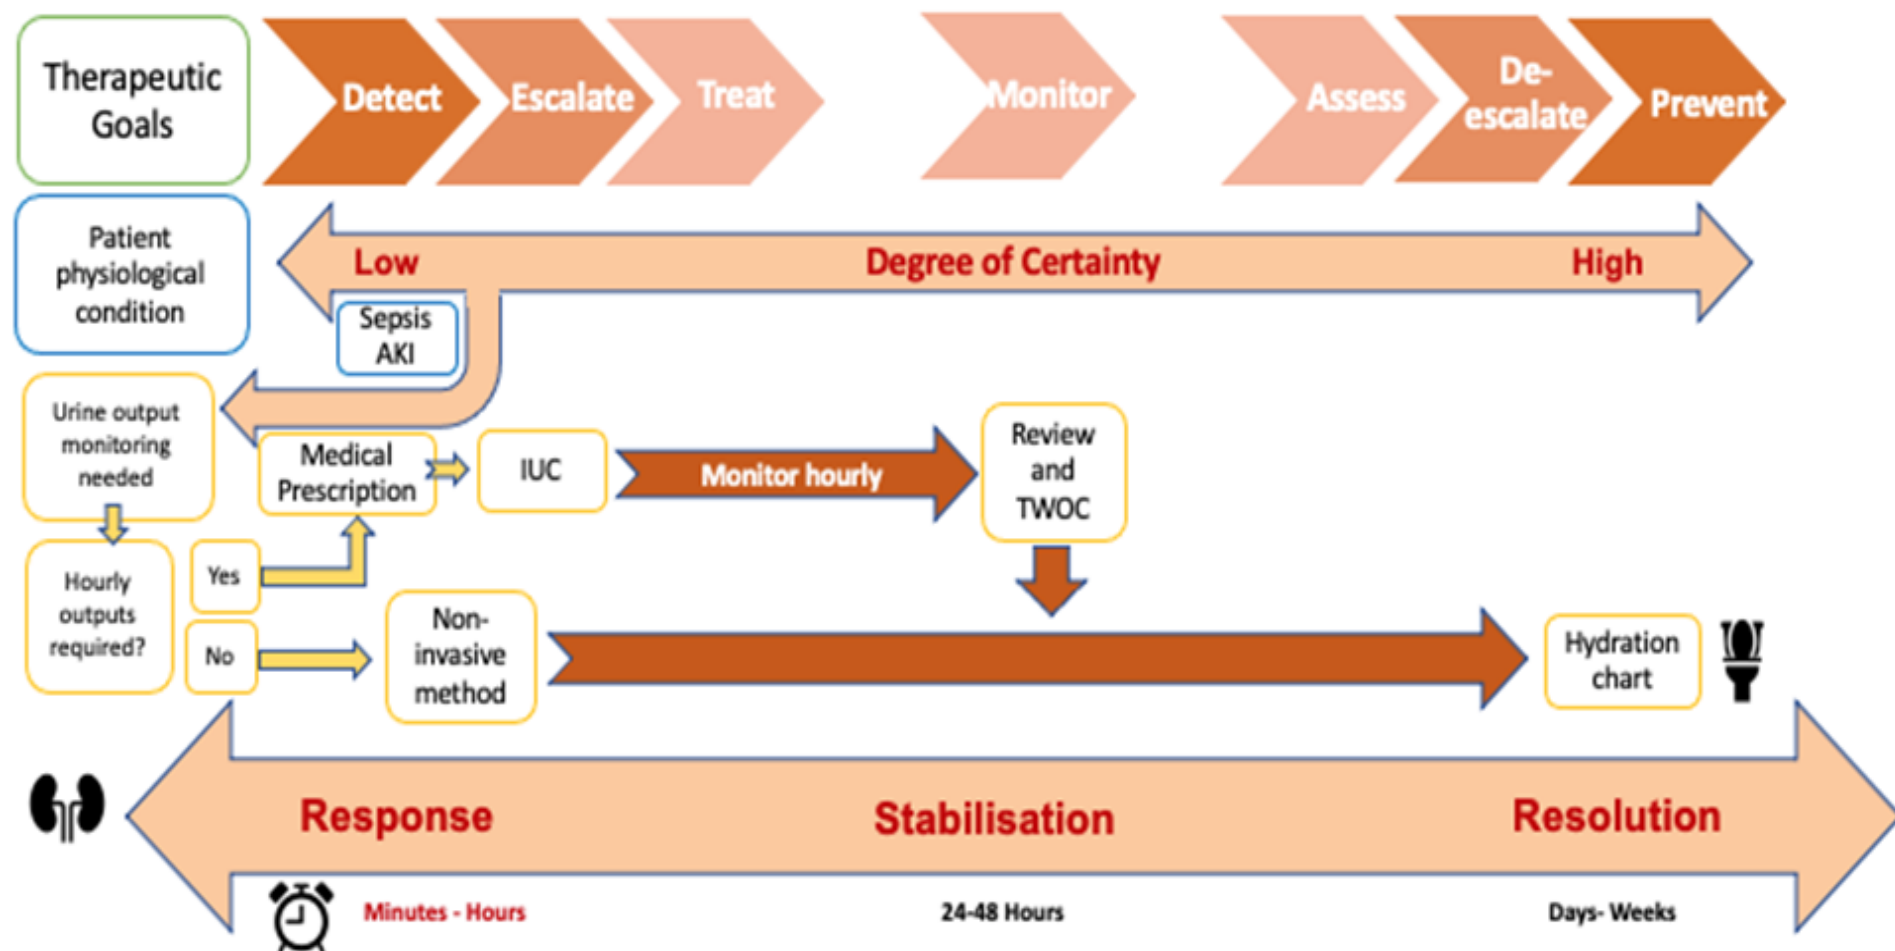 Therapeutic
Goals
Detect
Escalate
Treat
Monitor
Assess
De-
escalate
Prevent
Patient
physiological
condition
Low
Degree of Certainty
High
Sepsis
AKI
Urine output
monitoring
needed
Medical
Prescription
IUC
Monitor hourly
Review
and
TWOC
Hourly
outputs
required?
Yes
No
Non-
invasive
method
Hydration
chart
Response
Stabilisation
Resolution
Minutes - Hours
24-48 Hours
Days- Weeks